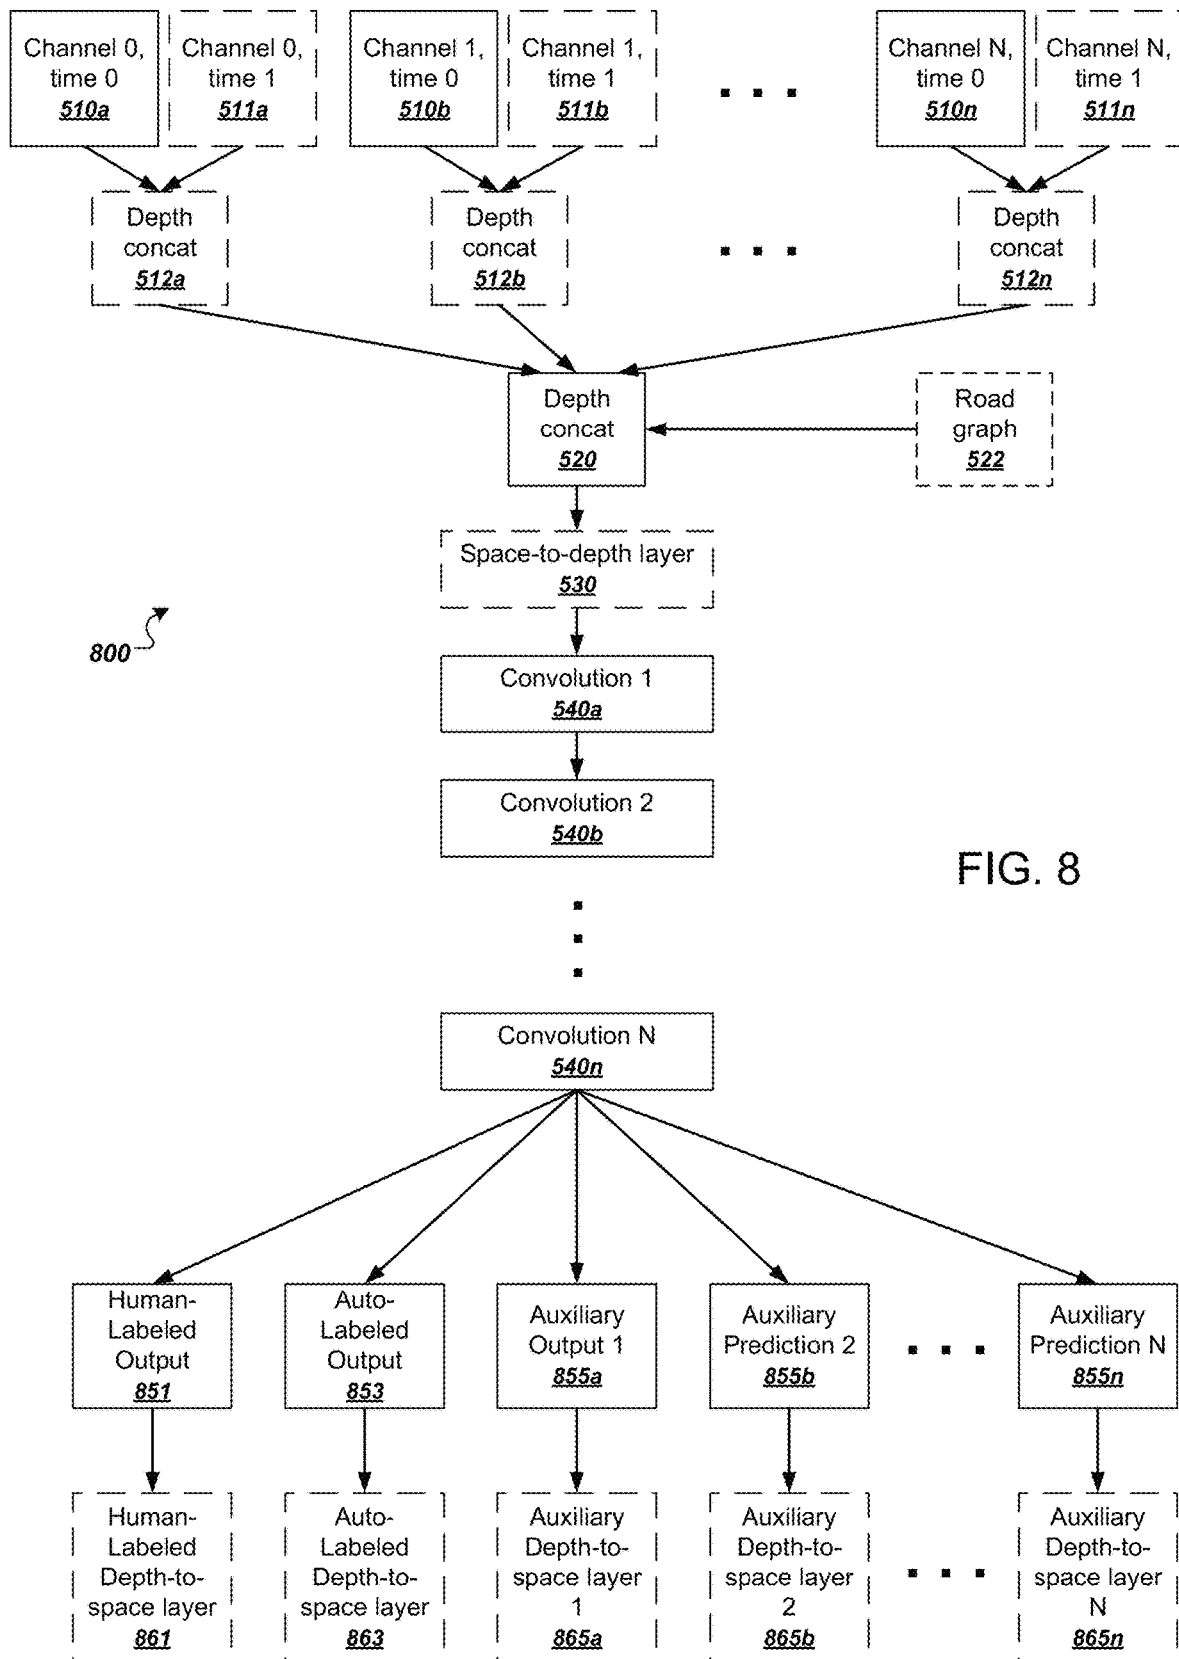 Channel 0,
time 0
510a
Channel 0,
time 1
511a
Channel 1,
time 0
510b
Channel 1,
time 1
511b
Channel N,
time 0
510n
Channel N,
time 1
511n
Depth
concat
512a
Depth
concat
512b
Depth
concat
512n
Depth
concat
520
Road
graph
522
Space-to-depth layer
530
800
Convolution 1
540a
Convolution 2
540b
FIG. 8
Convolution N
540n
Human-
Labeled
Output
851
Auto-
Labeled
Output
853
Auxiliary
Output 1
855a
Auxiliary
Prediction 2
855b
Auxiliary
Prediction N
855n
Human-
Labeled
Depth-to-
space layer
861
Auto-
Labeled
Depth-to-
space layer
863
Auxiliary
Depth-to-
space layer
1
865a
Auxiliary
Depth-to-
space layer
2
865b
Auxiliary
Depth-to-
space layer
N
865n